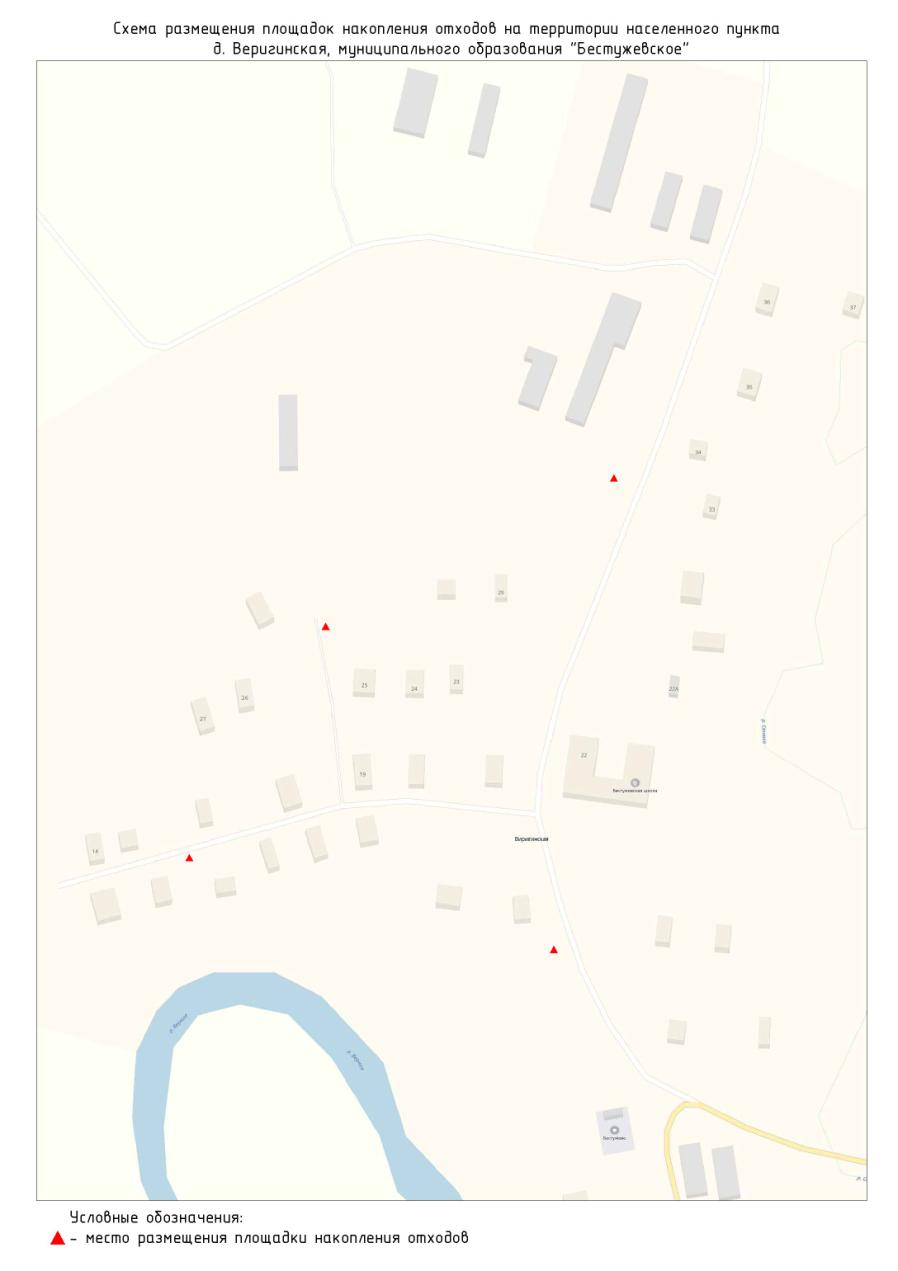 Схема размещения площадок накопления отходов на территории населенного пункта
д. Веригинская, муниципального образования "Бестужевское"
36
37
35
34
33
29
25
24
23
26
27
22А
22
Бестужевская школа
19
Вирягинская
14
Условные обозначения:
- место размещения площадки накопления отходов